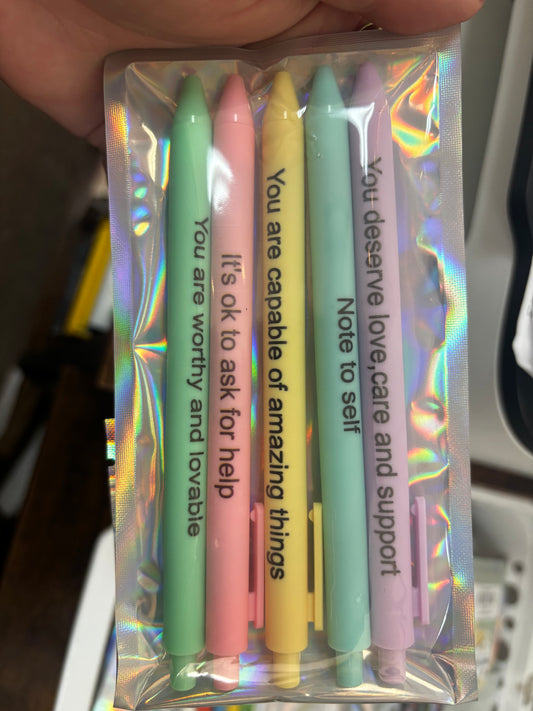 You are worthy and lovable
It's ok to ask for help
You are capable of amazing things
Note to self
You deserve love,care and support